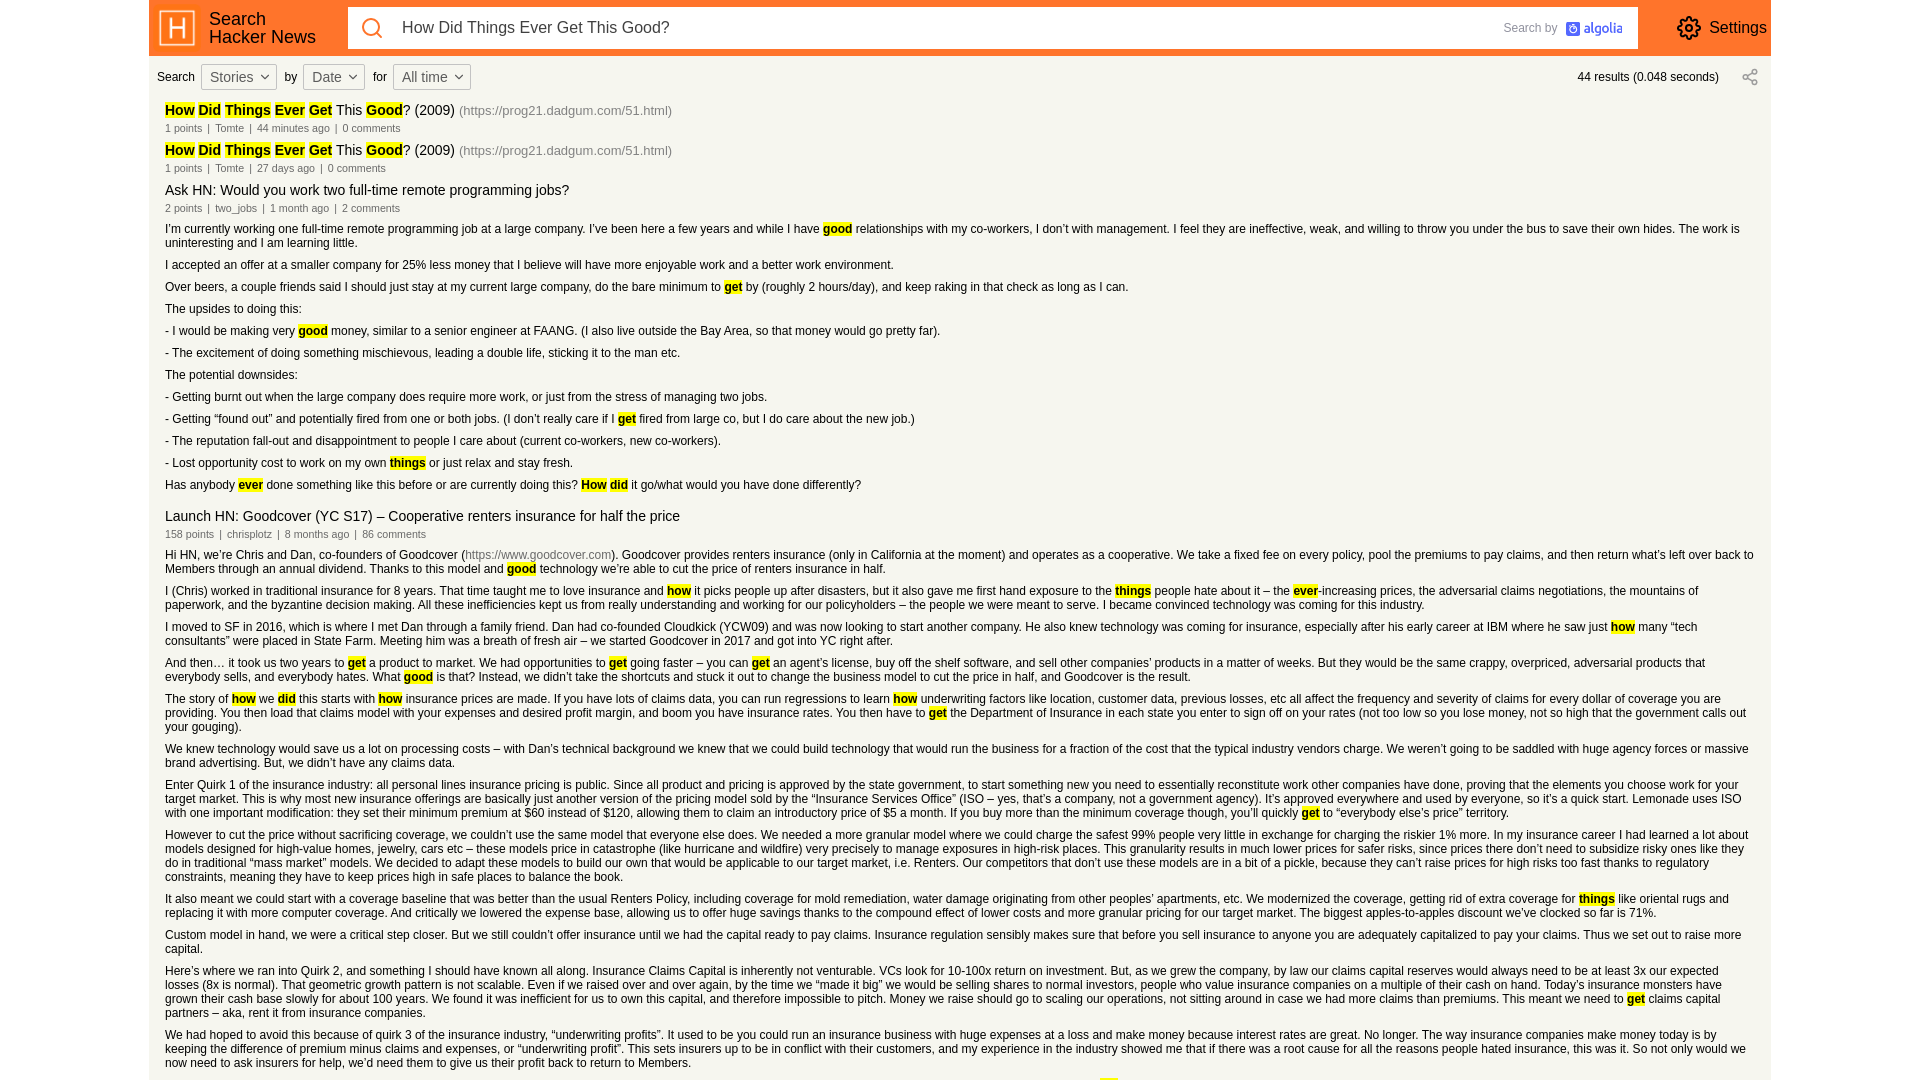 Search
Hacker News
How Did Things Ever Get This Good?
Search by algolia
Settings
Search Stories by Date for All time
44 results (0.048 seconds)
How Did Things Ever Get This Good? (2009) (https://prog21.dadgum.com/51.html)
1 points | Tomte | 44 minutes ago | 0 comments
How Did Things Ever Get This Good? (2009) (https://prog21.dadgum.com/51.html)
1 points | Tomte | 27 days ago | 0 comments
Ask HN: Would you work two full-time remote programming jobs?
2 points | two_jobs | 1 month ago | 2 comments
I’m currently working one full-time remote programming job at a large company. I’ve been here a few years and while I have good relationships with my co-workers, I don’t with management. I feel they are ineffective, weak, and willing to throw you under the bus to save their own hides. The work is
uninteresting and I am learning little.
I accepted an offer at a smaller company for 25% less money that I believe will have more enjoyable work and a better work environment.
Over beers, a couple friends said I should just stay at my current large company, do the bare minimum to get by (roughly 2 hours/day), and keep raking in that check as long as I can.
The upsides to doing this:
- I would be making very good money, similar to a senior engineer at FAANG. (I also live outside the Bay Area, so that money would go pretty far).
- The excitement of doing something mischievous, leading a double life, sticking it to the man etc.
The potential downsides:
- Getting burnt out when the large company does require more work, or just from the stress of managing two jobs.
- Getting “found out” and potentially fired from one or both jobs. (I don’t really care if I get fired from large co, but I do care about the new job.)
- The reputation fall-out and disappointment to people I care about (current co-workers, new co-workers).
- Lost opportunity cost to work on my own things or just relax and stay fresh.
Has anybody ever done something like this before or are currently doing this? How did it go/what would you have done differently?
Launch HN: Goodcover (YC S17) – Cooperative renters insurance for half the price
158 points | chrisplotz | 8 months ago | 86 comments
Hi HN, we’re Chris and Dan, co-founders of Goodcover (https://www.goodcover.com). Goodcover provides renters insurance (only in California at the moment) and operates as a cooperative. We take a fixed fee on every policy, pool the premiums to pay claims, and then return what’s left over back to
Members through an annual dividend. Thanks to this model and good technology we’re able to cut the price of renters insurance in half.
I (Chris) worked in traditional insurance for 8 years. That time taught me to love insurance and how it picks people up after disasters, but it also gave me first hand exposure to the things people hate about it – the ever-increasing prices, the adversarial claims negotiations, the mountains of
paperwork, and the byzantine decision making. All these inefficiencies kept us from really understanding and working for our policyholders – the people we were meant to serve. I became convinced technology was coming for this industry.
I moved to SF in 2016, which is where I met Dan through a family friend. Dan had co-founded Cloudkick (YCW09) and was now looking to start another company. He also knew technology was coming for insurance, especially after his early career at IBM where he saw just how many “tech
consultants” were placed in State Farm. Meeting him was a breath of fresh air – we started Goodcover in 2017 and got into YC right after.
And then… it took us two years to get a product to market. We had opportunities to get going faster – you can get an agent’s license, buy off the shelf software, and sell other companies’ products in a matter of weeks. But they would be the same crappy, overpriced, adversarial products that
everybody sells, and everybody hates. What good is that? Instead, we didn’t take the shortcuts and stuck it out to change the business model to cut the price in half, and Goodcover is the result.
The story of how we did this starts with how insurance prices are made. If you have lots of claims data, you can run regressions to learn how underwriting factors like location, customer data, previous losses, etc all affect the frequency and severity of claims for every dollar of coverage you are
providing. You then load that claims model with your expenses and desired profit margin, and boom you have insurance rates. You then have to get the Department of Insurance in each state you enter to sign off on your rates (not too low so you lose money, not so high that the government calls out
your gouging).
We knew technology would save us a lot on processing costs – with Dan’s technical background we knew that we could build technology that would run the business for a fraction of the cost that the typical industry vendors charge. We weren’t going to be saddled with huge agency forces or massive
brand advertising. But, we didn’t have any claims data.
Enter Quirk 1 of the insurance industry: all personal lines insurance pricing is public. Since all product and pricing is approved by the state government, to start something new you need to essentially reconstitute work other companies have done, proving that the elements you choose work for your
target market. This is why most new insurance offerings are basically just another version of the pricing model sold by the “Insurance Services Office” (ISO – yes, that’s a company, not a government agency). It’s approved everywhere and used by everyone, so it’s a quick start. Lemonade uses ISO
with one important modification: they set their minimum premium at $60 instead of $120, allowing them to claim an introductory price of $5 a month. If you buy more than the minimum coverage though, you’ll quickly get to “everybody else’s price” territory.
However to cut the price without sacrificing coverage, we couldn’t use the same model that everyone else does. We needed a more granular model where we could charge the safest 99% people very little in exchange for charging the riskier 1% more. In my insurance career I had learned a lot about
models designed for high-value homes, jewelry, cars etc – these models price in catastrophe (like hurricane and wildfire) very precisely to manage exposures in high-risk places. This granularity results in much lower prices for safer risks, since prices there don’t need to subsidize risky ones like they
do in traditional “mass market” models. We decided to adapt these models to build our own that would be applicable to our target market, i.e. Renters. Our competitors that don’t use these models are in a bit of a pickle, because they can’t raise prices for high risks too fast thanks to regulatory
constraints, meaning they have to keep prices high in safe places to balance the book.
It also meant we could start with a coverage baseline that was better than the usual Renters Policy, including coverage for mold remediation, water damage originating from other peoples’ apartments, etc. We modernized the coverage, getting rid of extra coverage for things like oriental rugs and
replacing it with more computer coverage. And critically we lowered the expense base, allowing us to offer huge savings thanks to the compound effect of lower costs and more granular pricing for our target market. The biggest apples-to-apples discount we’ve clocked so far is 71%.
Custom model in hand, we were a critical step closer. But we still couldn’t offer insurance until we had the capital ready to pay claims. Insurance regulation sensibly makes sure that before you sell insurance to anyone you are adequately capitalized to pay your claims. Thus we set out to raise more
capital.
Here’s where we ran into Quirk 2, and something I should have known all along. Insurance Claims Capital is inherently not venturable. VCs look for 10-100x return on investment. But, as we grew the company, by law our claims capital reserves would always need to be at least 3x our expected
losses (8x is normal). That geometric growth pattern is not scalable. Even if we raised over and over again, by the time we “made it big” we would be selling shares to normal investors, people who value insurance companies on a multiple of their cash on hand. Today’s insurance monsters have
grown their cash base slowly for about 100 years. We found it was inefficient for us to own this capital, and therefore impossible to pitch. Money we raise should go to scaling our operations, not sitting around in case we had more claims than premiums. This meant we need to get claims capital
partners – aka, rent it from insurance companies.
We had hoped to avoid this because of quirk 3 of the insurance industry, “underwriting profits”. It used to be you could run an insurance business with huge expenses at a loss and make money because interest rates are great. No longer. The way insurance companies make money today is by
keeping the difference of premium minus claims and expenses, or “underwriting profit”. This sets insurers up to be in conflict with their customers, and my experience in the industry showed me that if there was a root cause for all the reasons people hated insurance, this was it. So not only would we
now need to ask insurers for help, we’d need them to give us their profit back to return to Members.